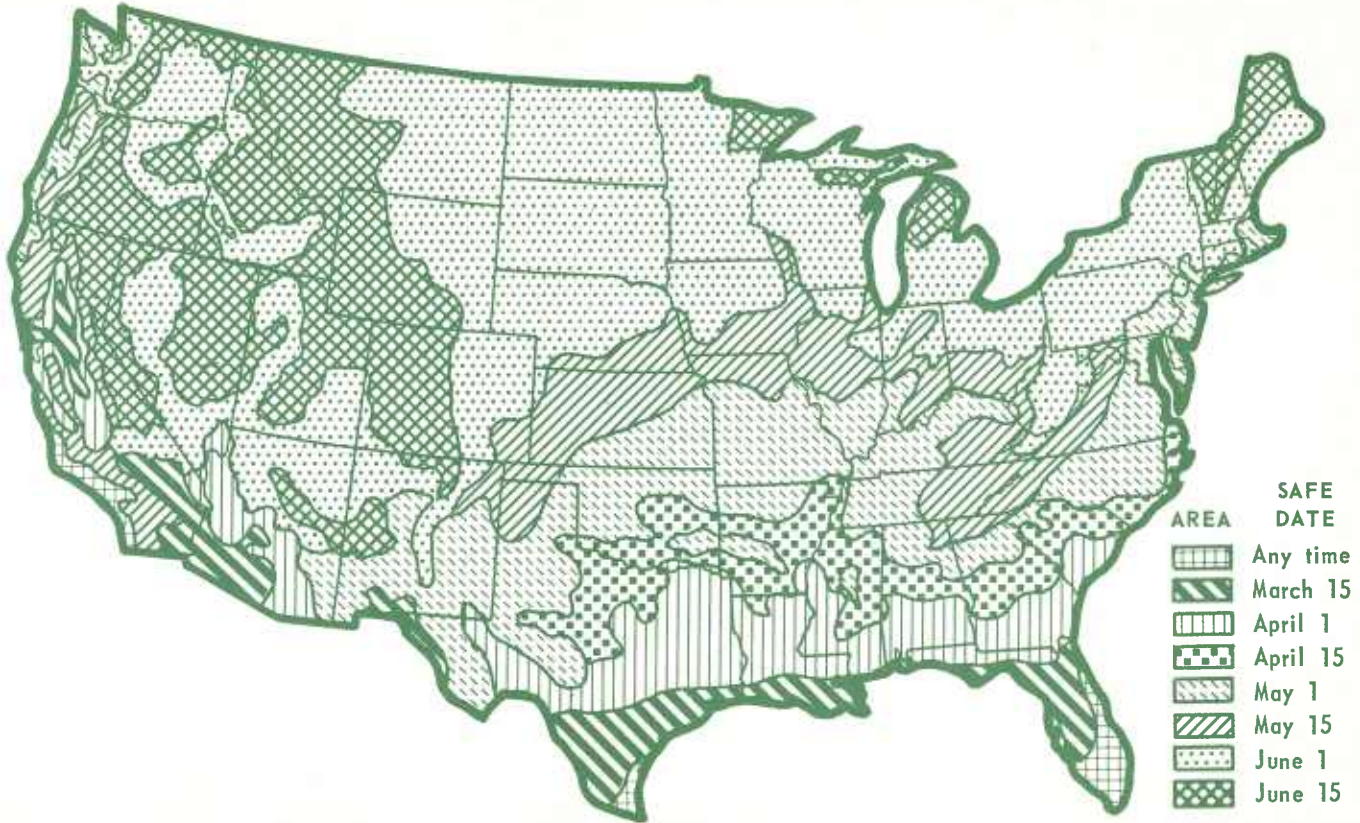 SAFE
AREA DATE
Any time
March 15
April 1
April 15
May 1
May 15
June 1
June 15